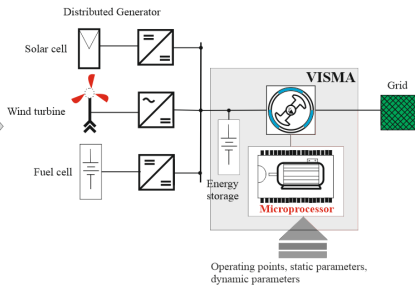 Distributed Generator
Solar cell
VISMA
Grid
Wind turbine
Fuel cell
Energy
storage
Microprocessor
Operating points, static parameters,
dynamic parameters